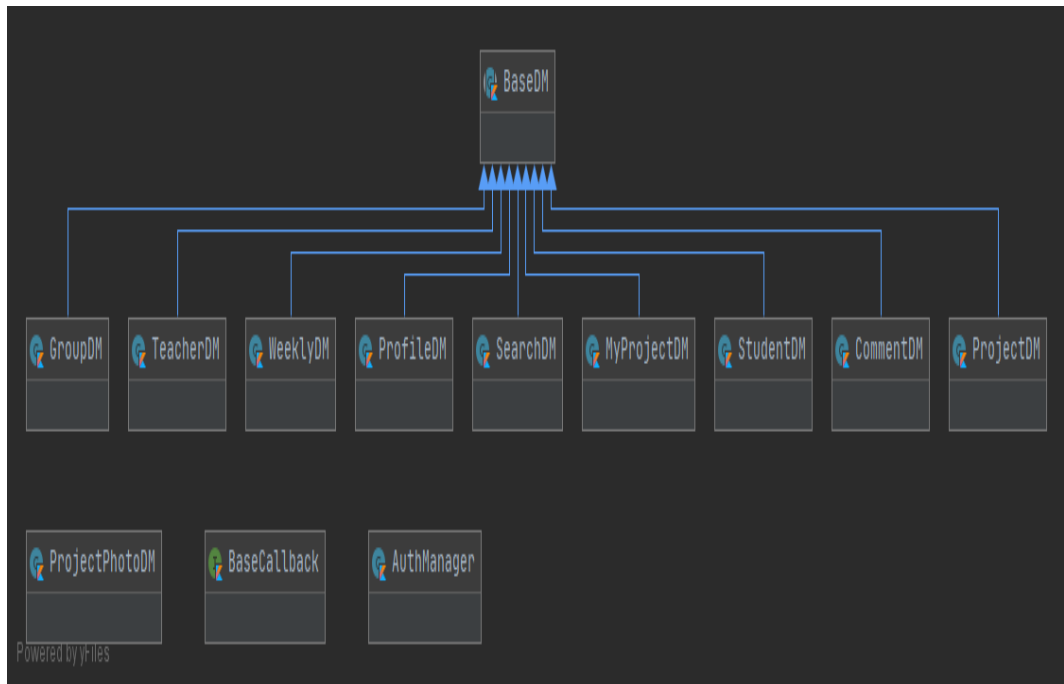 BaseDM
GroupDM
TeacherDM
WeeklyDM
ProfileDM
SearchDM
MyProjectDM
StudentDM
CommentDM
ProjectDM
ProjectPhotoDM
BaseCallback
AuthManager
Powered by yFiles